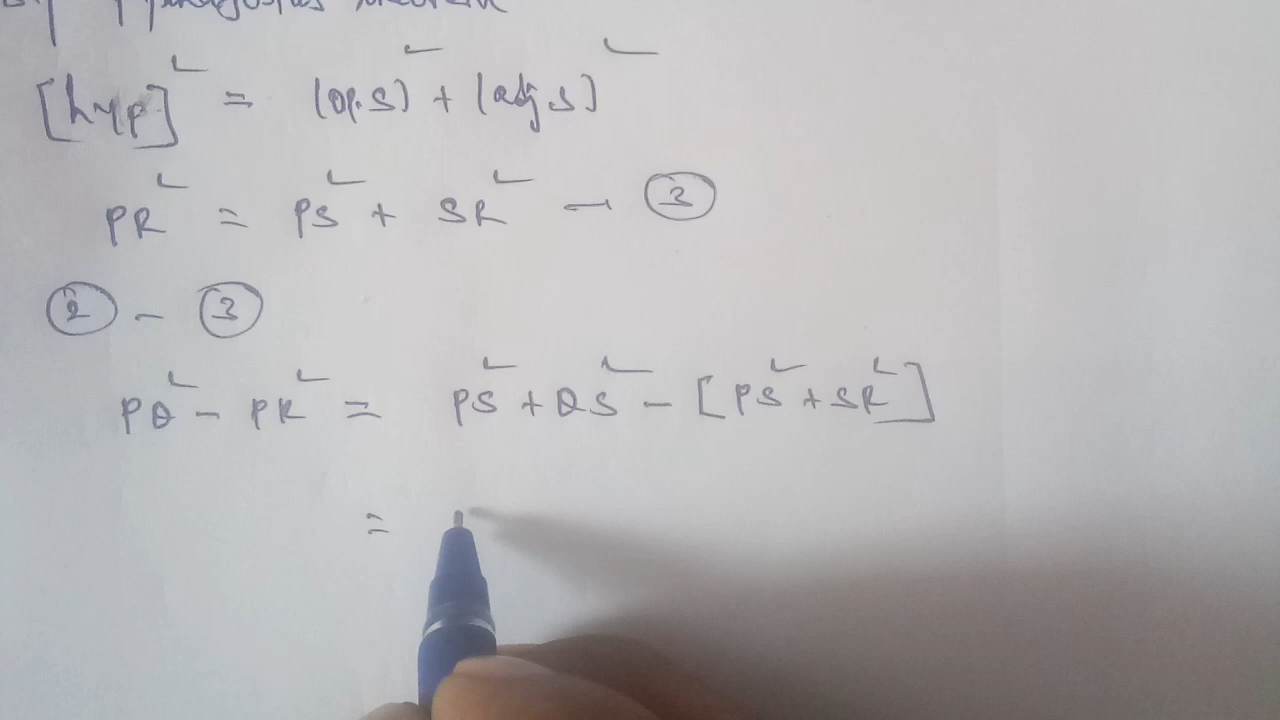 [hyp]² = (op.s)² + (adj s)²
PR² = PS² + SR² — ③
② - ③
PQ² - PR² = PS² + QS² - [PS² + SR²]
=